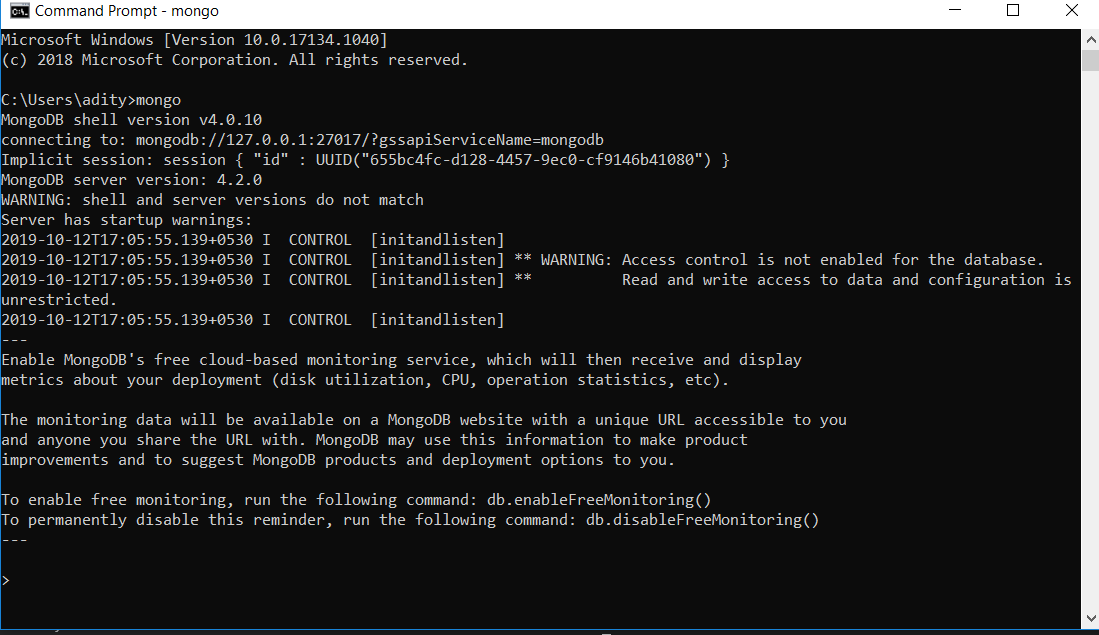 Command Prompt - mongo
Microsoft Windows [Version 10.0.17134.1040]
(c) 2018 Microsoft Corporation. All rights reserved.
C:\Users\adity>mongo
MongoDB shell version v4.0.10
connecting to: mongodb://127.0.0.1:27017/?gssapiServiceName=mongodb
Implicit session: session { "id" : UUID("655bc4fc-d128-4457-9ec0-cf9146b41080") }
MongoDB server version: 4.2.0
WARNING: shell and server versions do not match
Server has startup warnings:
2019-10-12T17:05:55.139+0530 I  CONTROL  [initandlisten]
2019-10-12T17:05:55.139+0530 I  CONTROL  [initandlisten] ** WARNING: Access control is not enabled for the database.
2019-10-12T17:05:55.139+0530 I  CONTROL  [initandlisten] **          Read and write access to data and configuration is
unrestricted.
2019-10-12T17:05:55.139+0530 I  CONTROL  [initandlisten]
---
Enable MongoDB's free cloud-based monitoring service, which will then receive and display
metrics about your deployment (disk utilization, CPU, operation statistics, etc).
The monitoring data will be available on a MongoDB website with a unique URL accessible to you
and anyone you share the URL with. MongoDB may use this information to make product
improvements and to suggest MongoDB products and deployment options to you.
To enable free monitoring, run the following command: db.enableFreeMonitoring()
To permanently disable this reminder, run the following command: db.disableFreeMonitoring()
---
>